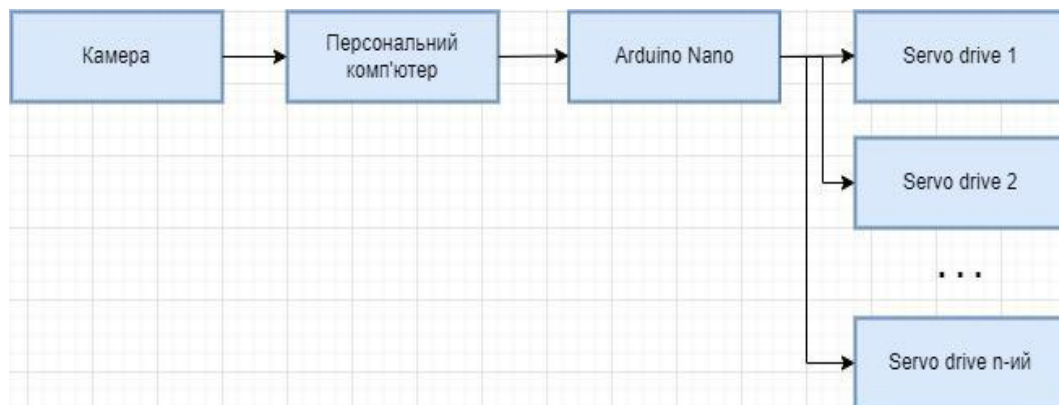 Камера
Персональний
комп'ютер
Arduino Nano
Servo drive 1
Servo drive 2
...
Servo drive n-ий